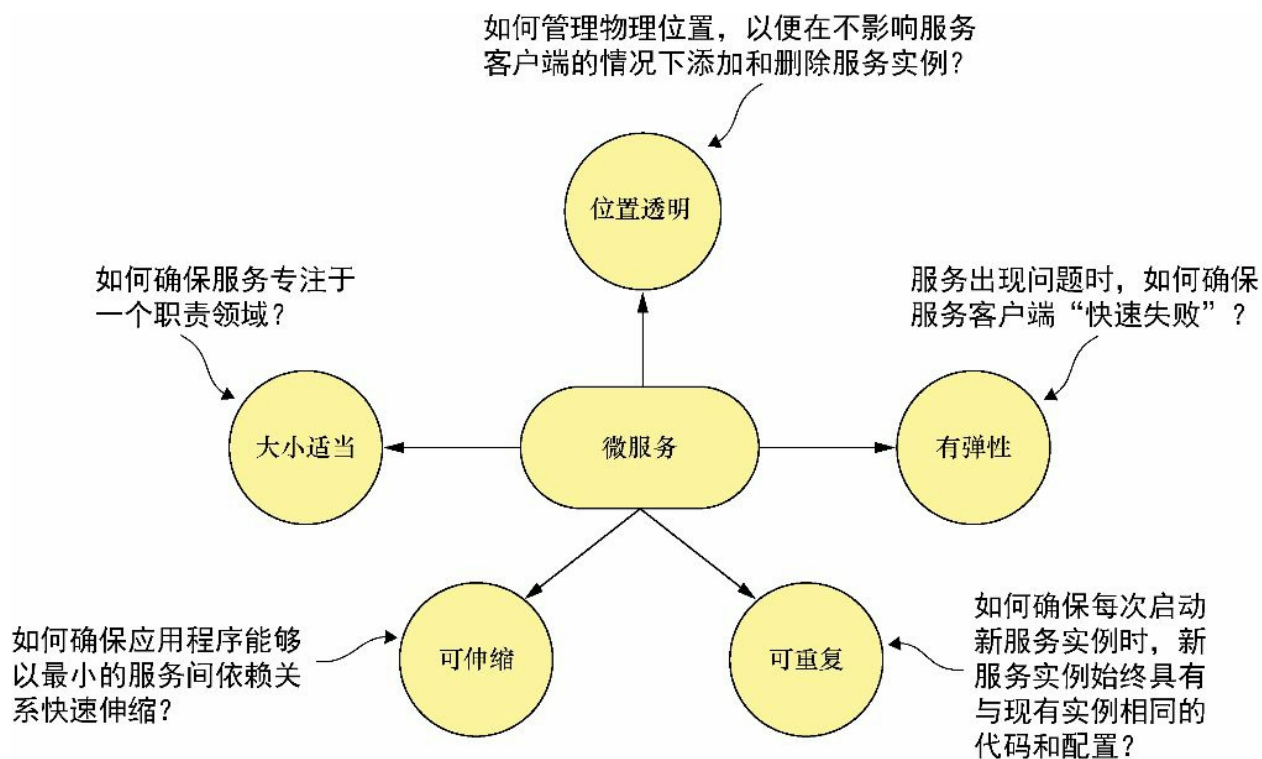 如何管理物理位置，以便在不影响服务
客户端的情况下添加和删除服务实例？
位置透明
如何确保服务专注于
一个职责领域？
服务出现问题时，如何确保
服务客户端“快速失败”？
大小适当
微服务
有弹性
如何确保应用程序能够
以最小的服务间依赖关
系快速伸缩？
可伸缩
可重复
如何确保每次启动
新服务实例时，新
服务实例始终具有
与现有实例相同的
代码和配置？